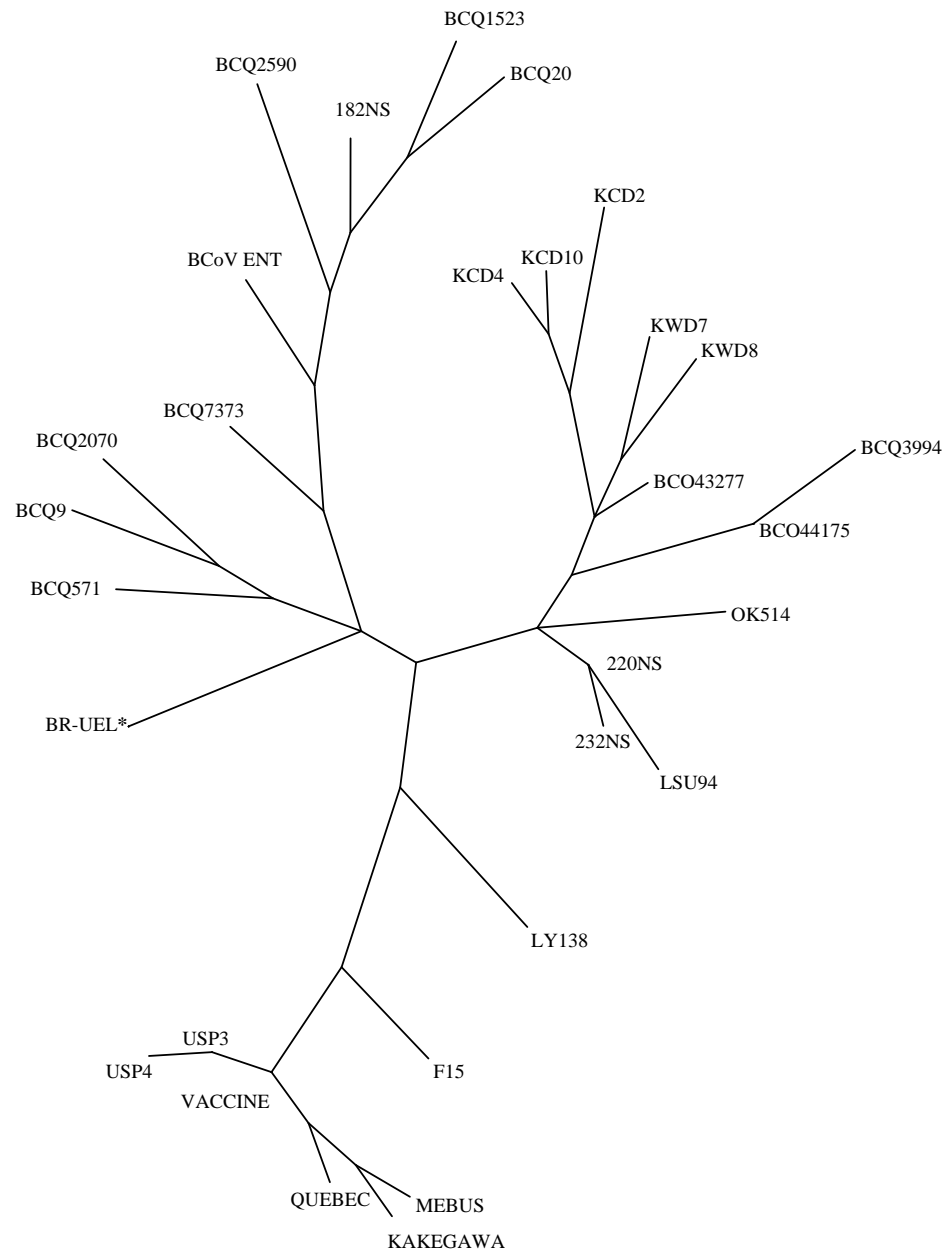 BCQ1523
BCQ2590
BCQ20
182NS
KCD2
BCoV ENT
KCD10
KCD4
KWD7
KWD8
BCQ7373
BCQ2070
BCQ3994
BCO43277
BCQ9
BCO44175
BCQ571
OK514
220NS
BR-UEL*
232NS
LSU94
LY138
USP3
USP4
F15
VACCINE
QUEBEC
MEBUS
KAKEGAWA